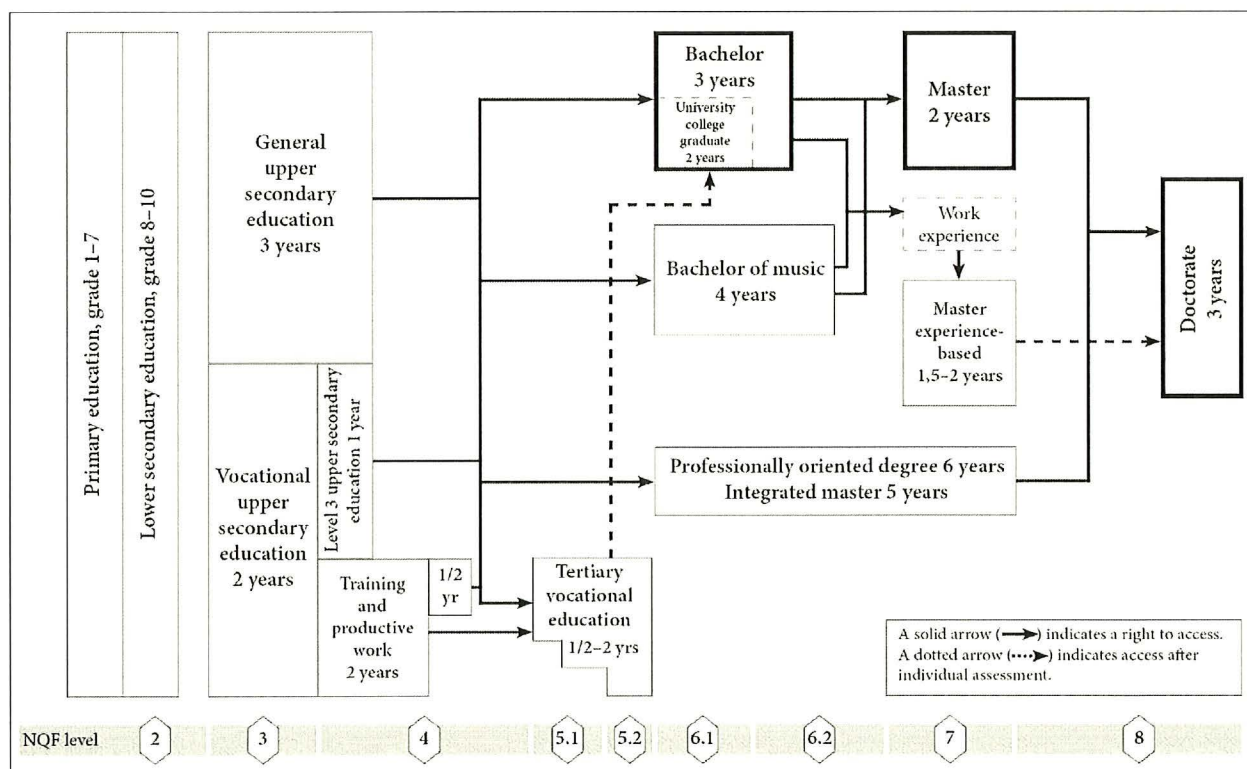 Primary education, grade 1–7
Lower secondary education, grade 8–10
General
upper
secondary
education
3 years
Vocational
upper
secondary
education
2 years
Level 3 upper secondary
education 1 year
Training
and
productive
work
2 years
1/2
yr
Tertiary
vocational
education
1/2–2 yrs
Bachelor
3 years
University
college
graduate
2 years
Bachelor of music
4 years
Professionally oriented degree 6 years
Integrated master 5 years
Master
2 years
Work
experience
Master
experience-
based
1,5–2 years
Doctorate
3 years
A solid arrow (→) indicates a right to access.
A dotted arrow (⇢) indicates access after
individual assessment.
NQF level 2 3 4 5.1 5.2 6.1 6.2 7 8